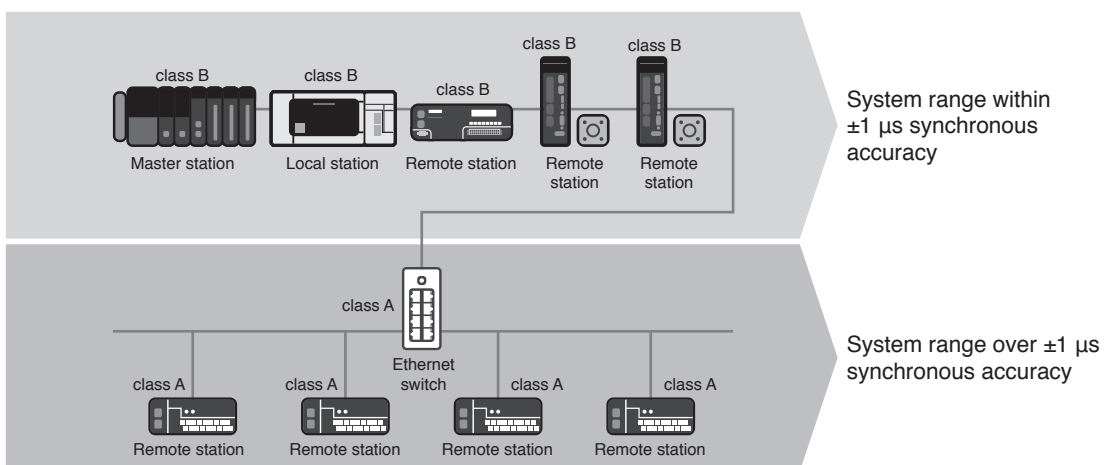 class B
class B
class B
class B
class B
Master station
Local station
Remote station
Remote
station
Remote
station
System range within
±1 μs synchronous
accuracy
class A
Ethernet
switch
class A
class A
class A
class A
Remote station
Remote station
Remote station
Remote station
System range over ±1 μs
synchronous accuracy